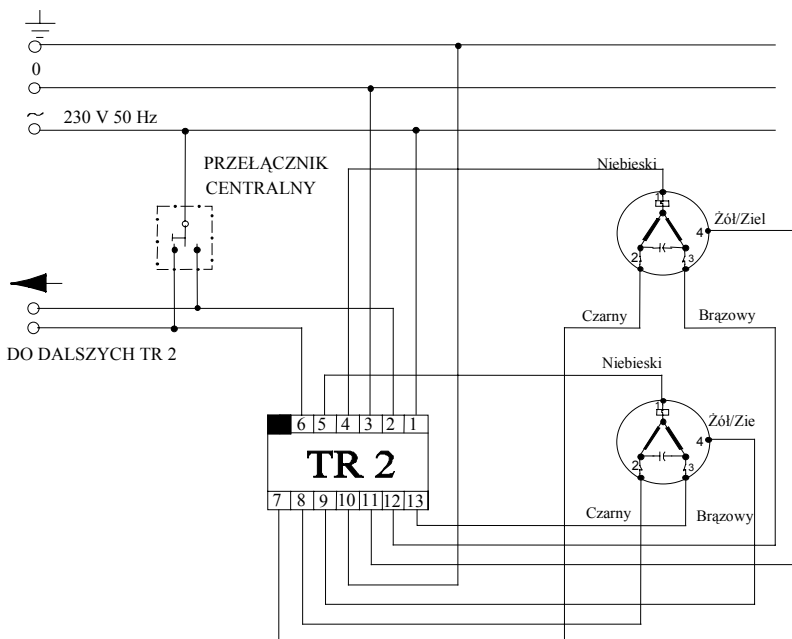 0
~ 230 V 50 Hz
PRZEŁĄCZNIK
CENTRALNY
Niebieski
1
Żół/Ziel
4
2
3
Czarny
Brązowy
DO DALSZYCH TR 2
Niebieski
1
Żół/Zie
4
2
3
Czarny
Brązowy
6 5 4 3 2 1
TR 2
7 8 9 10 11 12 13